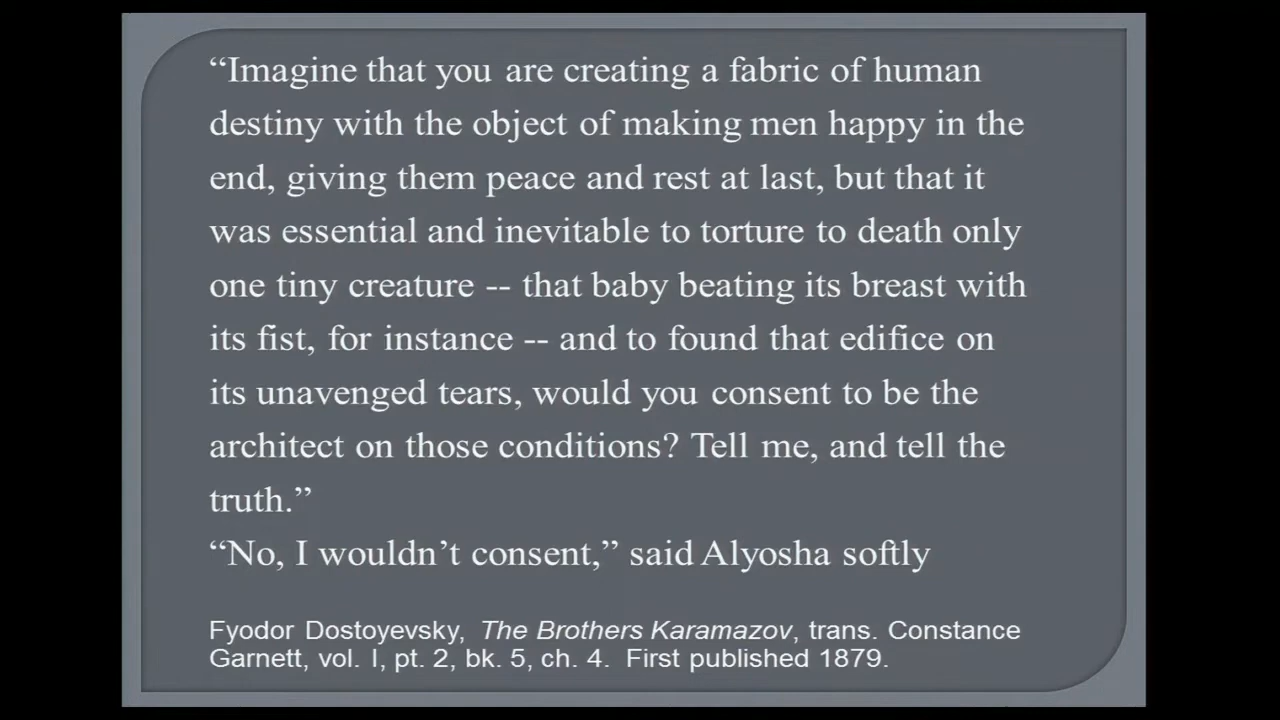 “Imagine that you are creating a fabric of human
destiny with the object of making men happy in the
end, giving them peace and rest at last, but that it
was essential and inevitable to torture to death only
one tiny creature -- that baby beating its breast with
its fist, for instance -- and to found that edifice on
its unavenged tears, would you consent to be the
architect on those conditions? Tell me, and tell the
truth.”
“No, I wouldn’t consent,” said Alyosha softly
Fyodor Dostoyevsky, The Brothers Karamazov, trans. Constance
Garnett, vol. I, pt. 2, bk. 5, ch. 4. First published 1879.